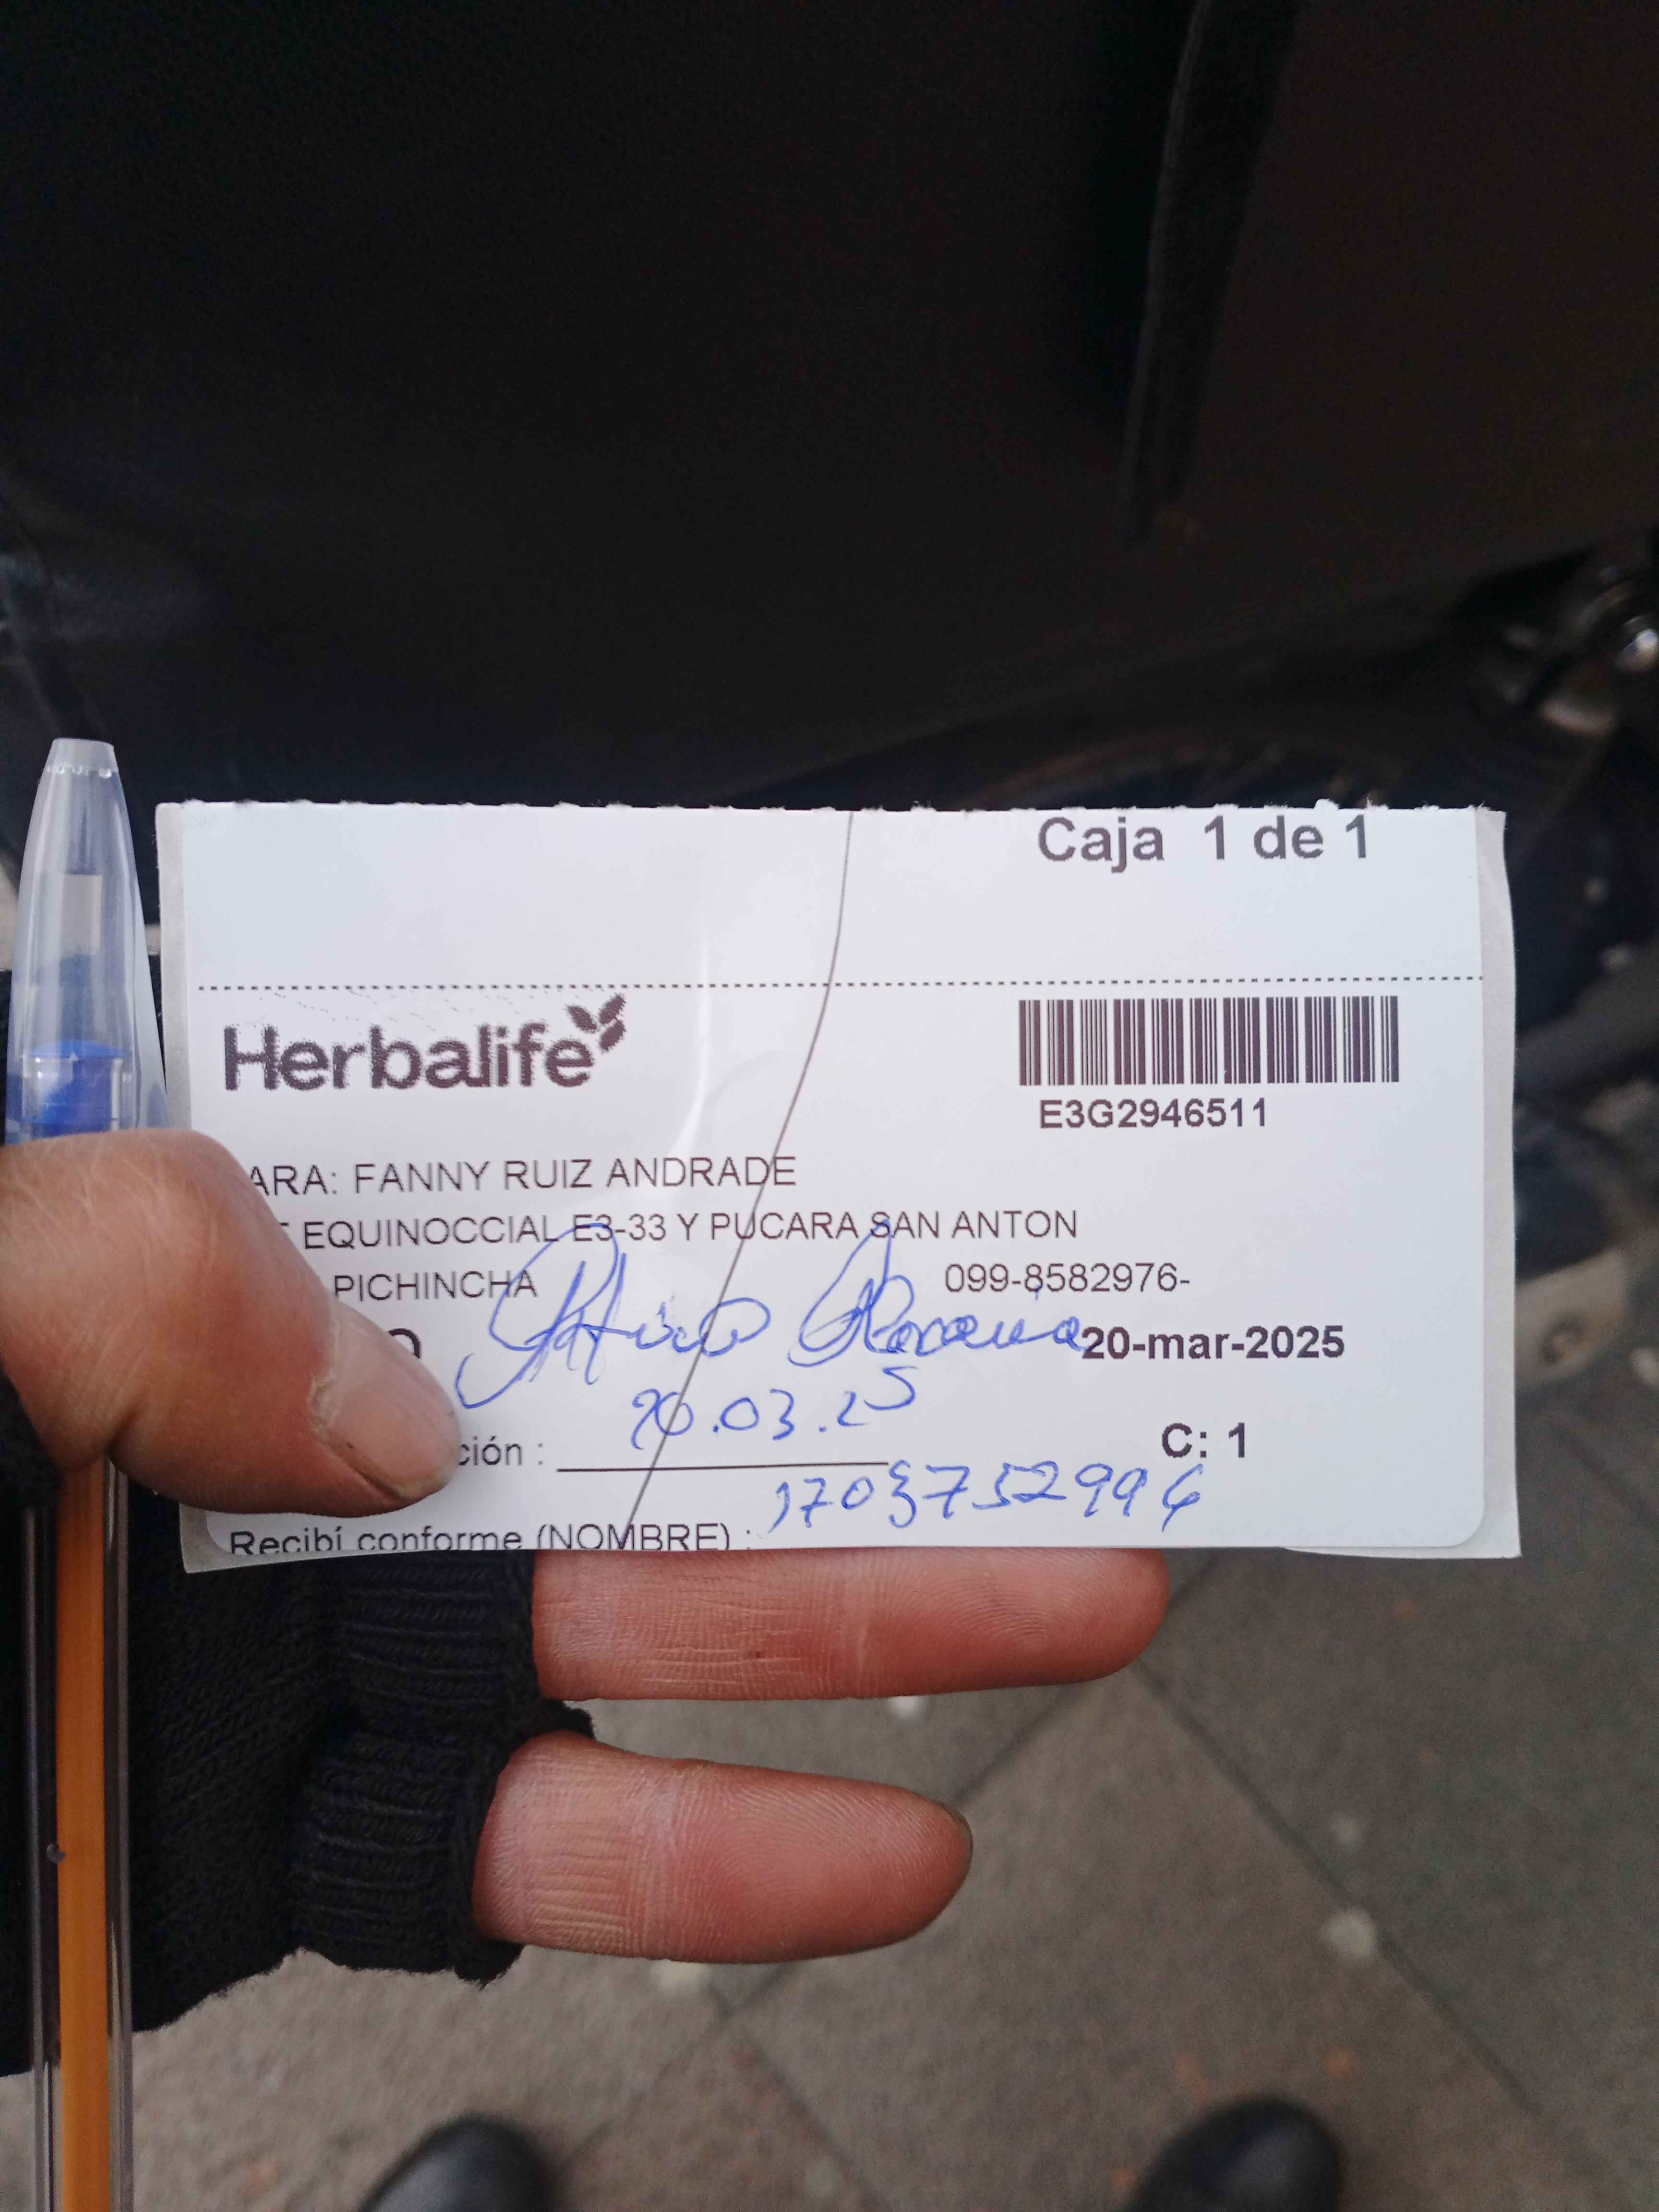 Caja 1 de 1
Herbalife
E3G2946511
ARA: FANNY RUIZ ANDRADE
EQUINOCCIAL E3-33 Y PUCARA SAN ANTON
PICHINCHA 099-8582976-
20-mar-2025
20.03.25
ción :
C: 1
Recibí conforme (NOMBRE) :